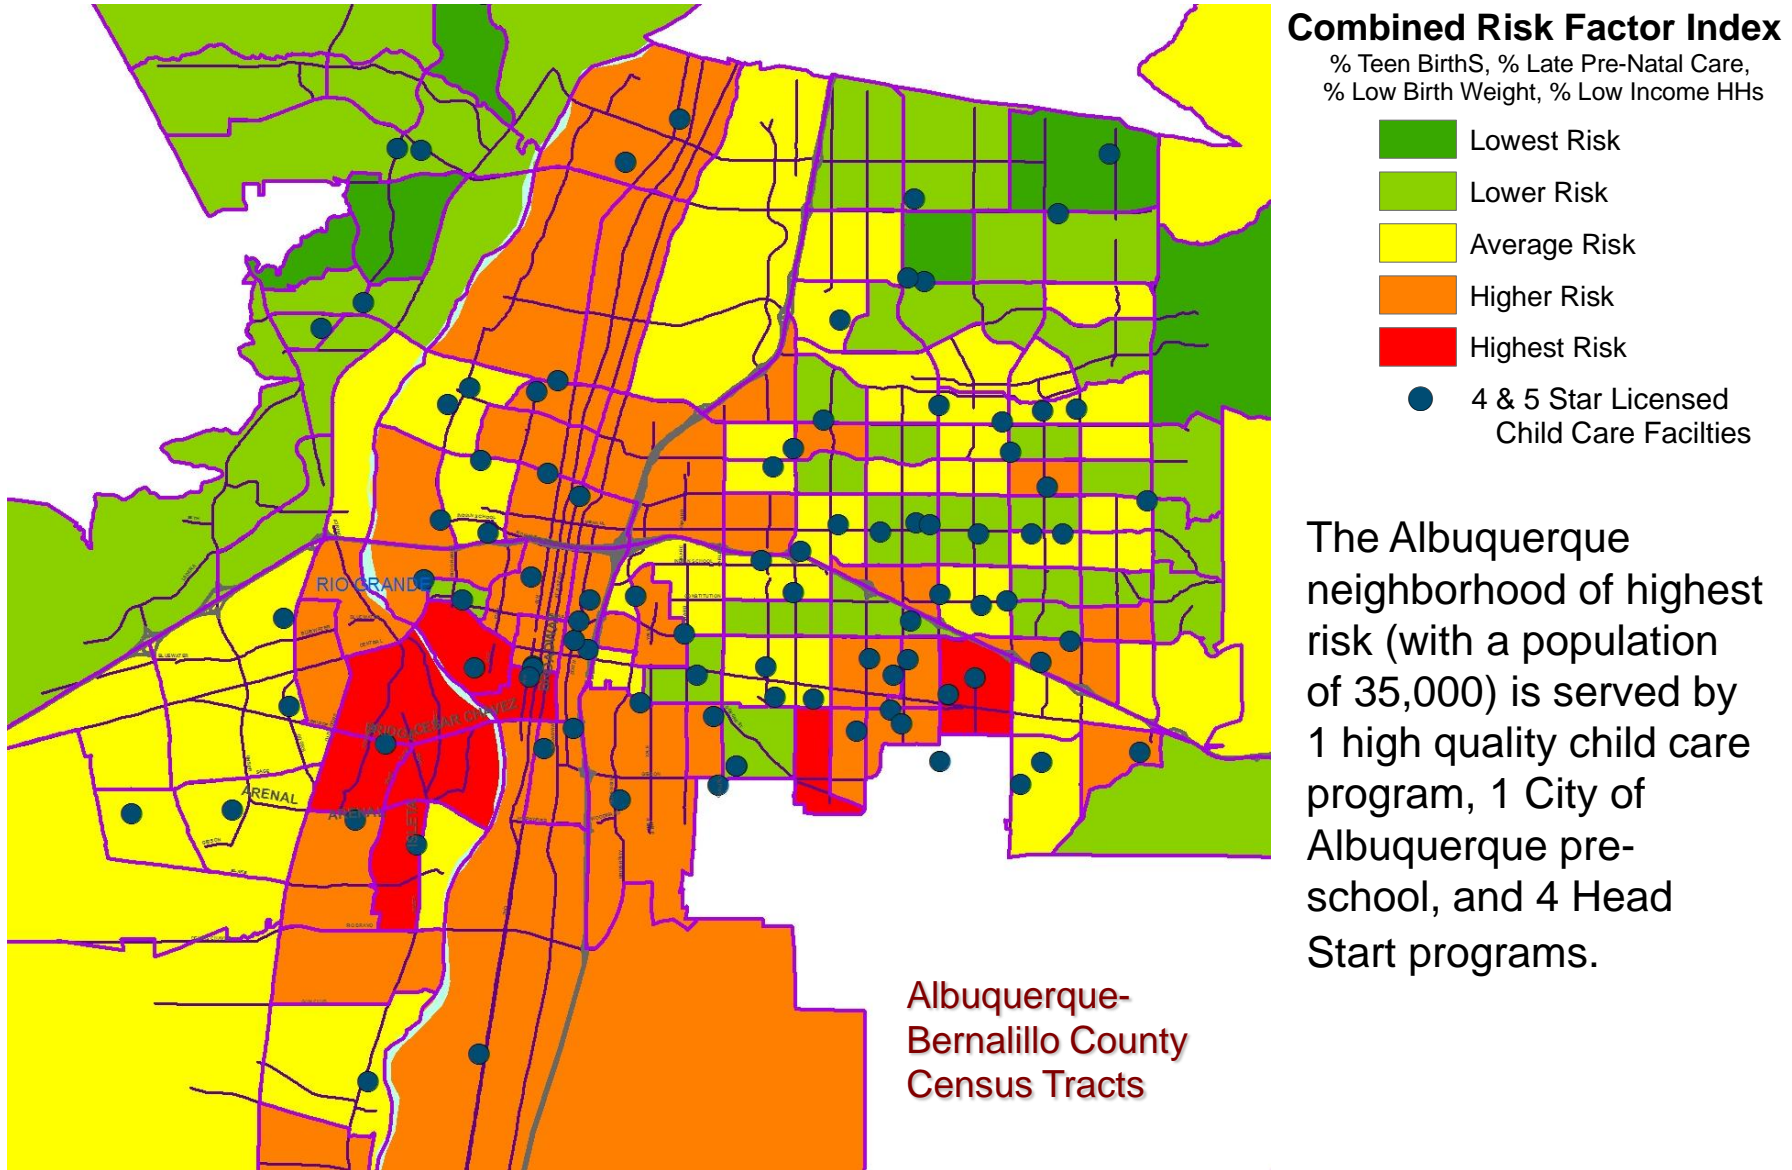 Combined Risk Factor Index
% Teen BirthS, % Late Pre-Natal Care,
% Low Birth Weight, % Low Income HHs
Lowest Risk
Lower Risk
Average Risk
Higher Risk
Highest Risk
4 & 5 Star Licensed
Child Care Facilties
The Albuquerque
neighborhood of highest
risk (with a population
of 35,000) is served by
1 high quality child care
program, 1 City of
Albuquerque pre-
school, and 4 Head
Start programs.
RIO GRANDE
CESAR CHAVEZ
ARENAL
ARENAL
Albuquerque-
Bernalillo County
Census Tracts